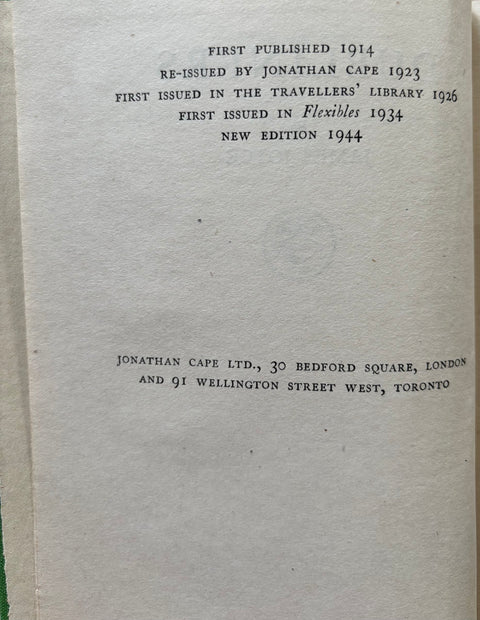 FIRST PUBLISHED 1914
RE-ISSUED BY JONATHAN CAPE 1923
FIRST ISSUED IN THE TRAVELLERS' LIBRARY 1926
FIRST ISSUED IN Flexibles 1934
NEW EDITION 1944
JONATHAN CAPE LTD., 30 BEDFORD SQUARE, LONDON
AND 91 WELLINGTON STREET WEST, TORONTO